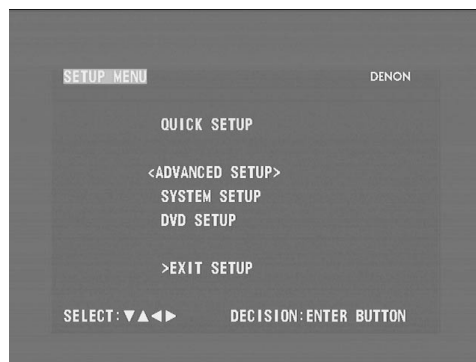 SETUP MENU DENON
QUICK SETUP
<ADVANCED SETUP>
SYSTEM SETUP
DVD SETUP
>EXIT SETUP
SELECT:▼▲◀▶ DECISION:ENTER BUTTON